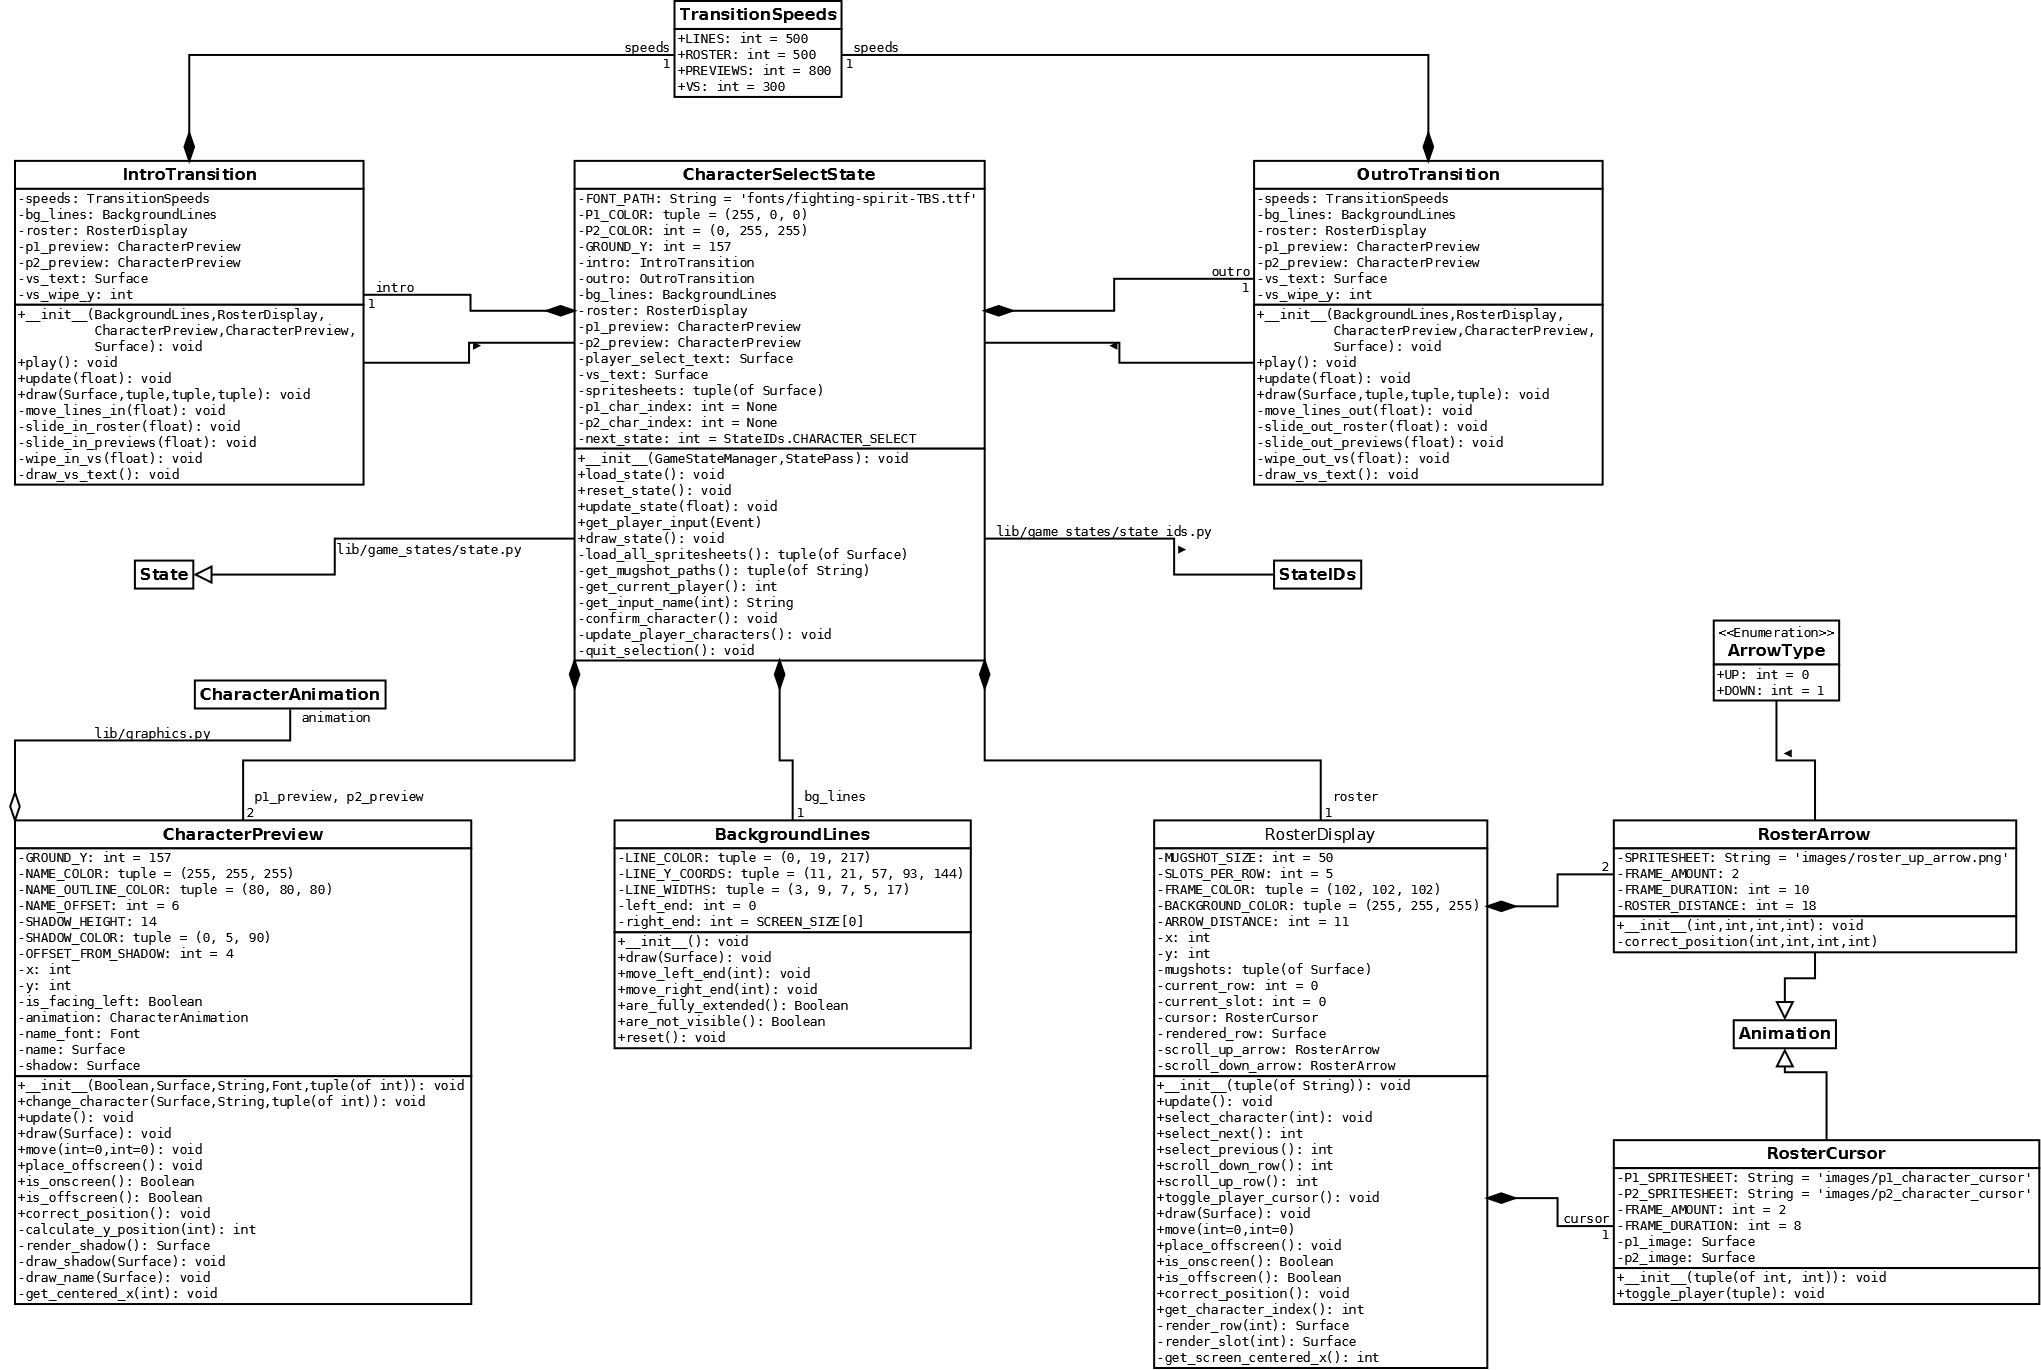 TransitionSpeeds
+LINES: int = 500
+ROSTER: int = 500
+PREVIEWS: int = 800
+VS: int = 300
speeds
1
speeds
1
IntroTransition
-speeds: TransitionSpeeds
-bg_lines: BackgroundLines
-roster: RosterDisplay
-p1_preview: CharacterPreview
-p2_preview: CharacterPreview
-vs_text: Surface
-vs_wipe_y: int
+__init__(BackgroundLines,RosterDisplay,
CharacterPreview,CharacterPreview,
Surface): void
+play(): void
+update(float): void
+draw(Surface,tuple,tuple,tuple): void
-move_lines_in(float): void
-slide_in_roster(float): void
-slide_in_previews(float): void
-wipe_in_vs(float): void
-draw_vs_text(): void
intro
1
CharacterSelectState
-FONT_PATH: String = 'fonts/fighting-spirit-TBS.ttf'
-P1_COLOR: tuple = (255, 0, 0)
-P2_COLOR: int = (0, 255, 255)
-GROUND_Y: int = 157
-intro: IntroTransition
-outro: OutroTransition
-bg_lines: BackgroundLines
-roster: RosterDisplay
-p1_preview: CharacterPreview
-p2_preview: CharacterPreview
-player_select_text: Surface
-vs_text: Surface
-spritesheets: tuple(of Surface)
-p1_char_index: int = None
-p2_char_index: int = None
-next_state: int = StateIDs.CHARACTER_SELECT
+__init__(GameStateManager,StatePass): void
+load_state(): void
+reset_state(): void
+update_state(float): void
+get_player_input(Event)
+draw_state(): void
-load_all_spritesheets(): tuple(of Surface)
-get_mugshot_paths(): tuple(of String)
-get_current_player(): int
-get_input_name(int): String
-confirm_character(): void
-update_player_characters(): void
-quit_selection(): void
outro
1
OutroTransition
-speeds: TransitionSpeeds
-bg_lines: BackgroundLines
-roster: RosterDisplay
-p1_preview: CharacterPreview
-p2_preview: CharacterPreview
-vs_text: Surface
-vs_wipe_y: int
+__init__(BackgroundLines,RosterDisplay,
CharacterPreview,CharacterPreview,
Surface): void
+play(): void
+update(float): void
+draw(Surface,tuple,tuple,tuple): void
-move_lines_out(float): void
-slide_out_roster(float): void
-slide_out_previews(float): void
-wipe_out_vs(float): void
-draw_vs_text(): void
lib/game_states/state.py
State
lib/game_states/state_ids.py
StateIDs
<<Enumeration>>
ArrowType
+UP: int = 0
+DOWN: int = 1
CharacterAnimation
animation
lib/graphics.py
p1_preview, p2_preview
2
bg_lines
1
roster
1
CharacterPreview
-GROUND_Y: int = 157
-NAME_COLOR: tuple = (255, 255, 255)
-NAME_OUTLINE_COLOR: tuple = (80, 80, 80)
-NAME_OFFSET: int = 6
-SHADOW_HEIGHT: 14
-SHADOW_COLOR: tuple = (0, 5, 90)
-OFFSET_FROM_SHADOW: int = 4
-x: int
-y: int
-is_facing_left: Boolean
-animation: CharacterAnimation
-name_font: Font
-name: Surface
-shadow: Surface
+__init__(Boolean,Surface,String,Font,tuple(of int)): void
+change_character(Surface,String,tuple(of int)): void
+update(): void
+draw(Surface): void
+move(int=0,int=0): void
+place_offscreen(): void
+is_onscreen(): Boolean
+is_offscreen(): Boolean
+correct_position(): void
-calculate_y_position(int): int
-render_shadow(): Surface
-draw_shadow(Surface): void
-draw_name(Surface): void
-get_centered_x(int): void
BackgroundLines
-LINE_COLOR: tuple = (0, 19, 217)
-LINE_Y_COORDS: tuple = (11, 21, 57, 93, 144)
-LINE_WIDTHS: tuple = (3, 9, 7, 5, 17)
-left_end: int = 0
-right_end: int = SCREEN_SIZE[0]
+__init__(): void
+draw(Surface): void
+move_left_end(int): void
+move_right_end(int): void
+are_fully_extended(): Boolean
+are_not_visible(): Boolean
+reset(): void
RosterDisplay
-MUGSHOT_SIZE: int = 50
-SLOTS_PER_ROW: int = 5
-FRAME_COLOR: tuple = (102, 102, 102)
-BACKGROUND_COLOR: tuple = (255, 255, 255)
-ARROW_DISTANCE: int = 11
-x: int
-y: int
-mugshots: tuple(of Surface)
-current_row: int = 0
-current_slot: int = 0
-cursor: RosterCursor
-rendered_row: Surface
-scroll_up_arrow: RosterArrow
-scroll_down_arrow: RosterArrow
+__init__(tuple(of String)): void
+update(): void
+select_character(int): void
+select_next(): int
+select_previous(): int
+scroll_down_row(): int
+scroll_up_row(): int
+toggle_player_cursor(): void
+draw(Surface): void
+move(int=0,int=0)
+place_offscreen(): void
+is_onscreen(): Boolean
+is_offscreen(): Boolean
+correct_position(): void
+get_character_index(): int
-render_row(int): Surface
-render_slot(int): Surface
-get_screen_centered_x(): int
2
RosterArrow
-SPRITESHEET: String = 'images/roster_up_arrow.png'
-FRAME_AMOUNT: 2
-FRAME_DURATION: int = 10
-ROSTER_DISTANCE: int = 18
+__init__(int,int,int,int): void
-correct_position(int,int,int,int)
Animation
cursor
1
RosterCursor
-P1_SPRITESHEET: String = 'images/p1_character_cursor'
-P2_SPRITESHEET: String = 'images/p2_character_cursor'
-FRAME_AMOUNT: int = 2
-FRAME_DURATION: int = 8
-p1_image: Surface
-p2_image: Surface
+__init__(tuple(of int, int)): void
+toggle_player(tuple): void